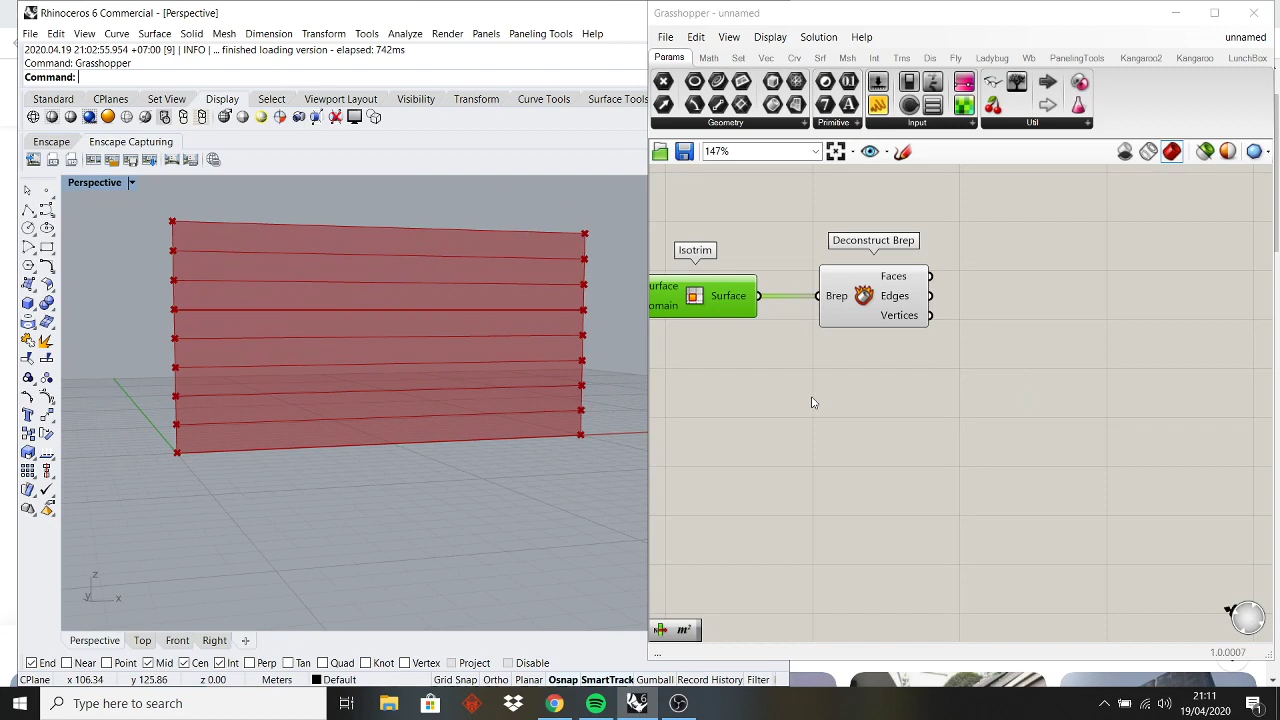 Rhinoceros 6 Commercial - [Perspective]
File Edit View Curve Surface Solid Mesh Dimension Transform Tools Analyze Render Panels Paneling Tools Help
2020.04.19 21:02:55.954 +07:00 [9] | INFO | ... finished loading version - elapsed: 742ms
Command: Grasshopper
Command:
Standard CPlanes Set View Display Select Viewport Layout Visibility Transform Curve Tools Surface Tools
Enscape Enscape Capturing
Perspective
z
y x
Perspective Top Front Right
End Near Point Mid Cen Int Perp Tan Quad Knot Vertex Project Disable
CPlane x 106.34 y 125.86 z 0.00 Meters Default Grid Snap Ortho Planar Osnap SmartTrack Gumball Record History Filter
Grasshopper - unnamed
File Edit View Display Solution Help unnamed
Params Math Set Vec Crv Srf Msh Int Trns Dis Fly Ladybug Wb PanelingTools Kangaroo2 Kangaroo LunchBox
Geometry Primitive Input Util
147%
Isotrim
Deconstruct Brep
urface
omain
Surface
Brep
Faces
Edges
Vertices
m²
...
1.0.0007
Type here to search
21:11
19/04/2020